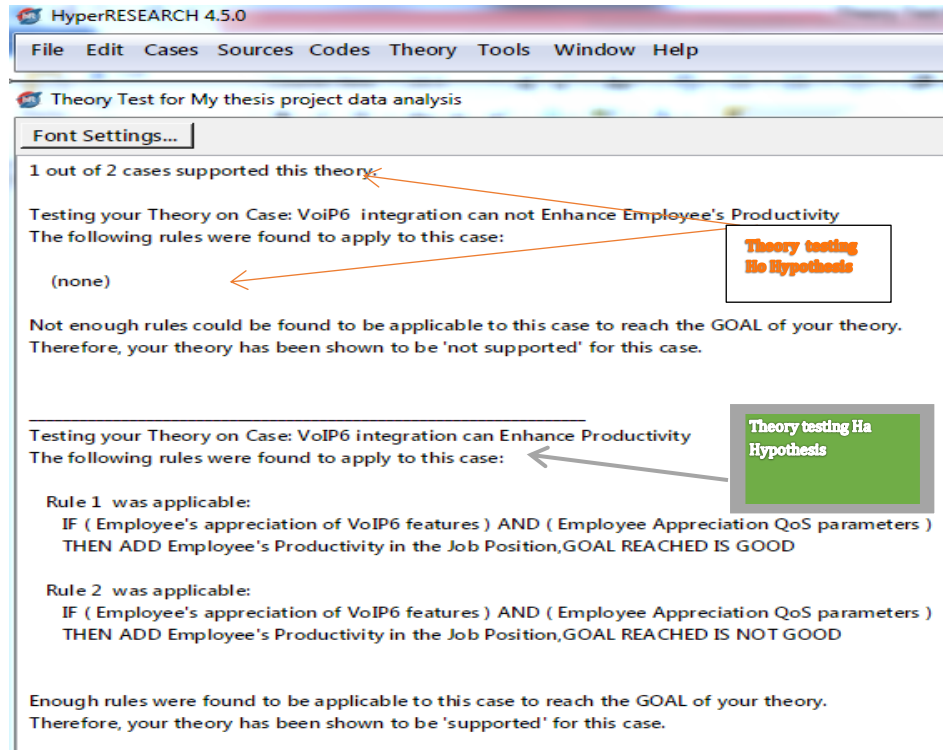 HyperRESEARCH 4.5.0
File Edit Cases Sources Codes Theory Tools Window Help
Theory Test for My thesis project data analysis
Font Settings...
1 out of 2 cases supported this theory.
Testing your Theory on Case: VoiP6 integration can not Enhance Employee's Productivity
The following rules were found to apply to this case:
Theory testing
Ho Hypothesis
(none)
Not enough rules could be found to be applicable to this case to reach the GOAL of your theory.
Therefore, your theory has been shown to be 'not supported' for this case.
Testing your Theory on Case: VoIP6 integration can Enhance Productivity
The following rules were found to apply to this case:
Theory testing Ha
Hypothesis
Rule 1 was applicable:
IF ( Employee's appreciation of VoIP6 features ) AND ( Employee Appreciation QoS parameters )
THEN ADD Employee's Productivity in the Job Position,GOAL REACHED IS GOOD
Rule 2 was applicable:
IF ( Employee's appreciation of VoIP6 features ) AND ( Employee Appreciation QoS parameters )
THEN ADD Employee's Productivity in the Job Position,GOAL REACHED IS NOT GOOD
Enough rules were found to be applicable to this case to reach the GOAL of your theory.
Therefore, your theory has been shown to be 'supported' for this case.